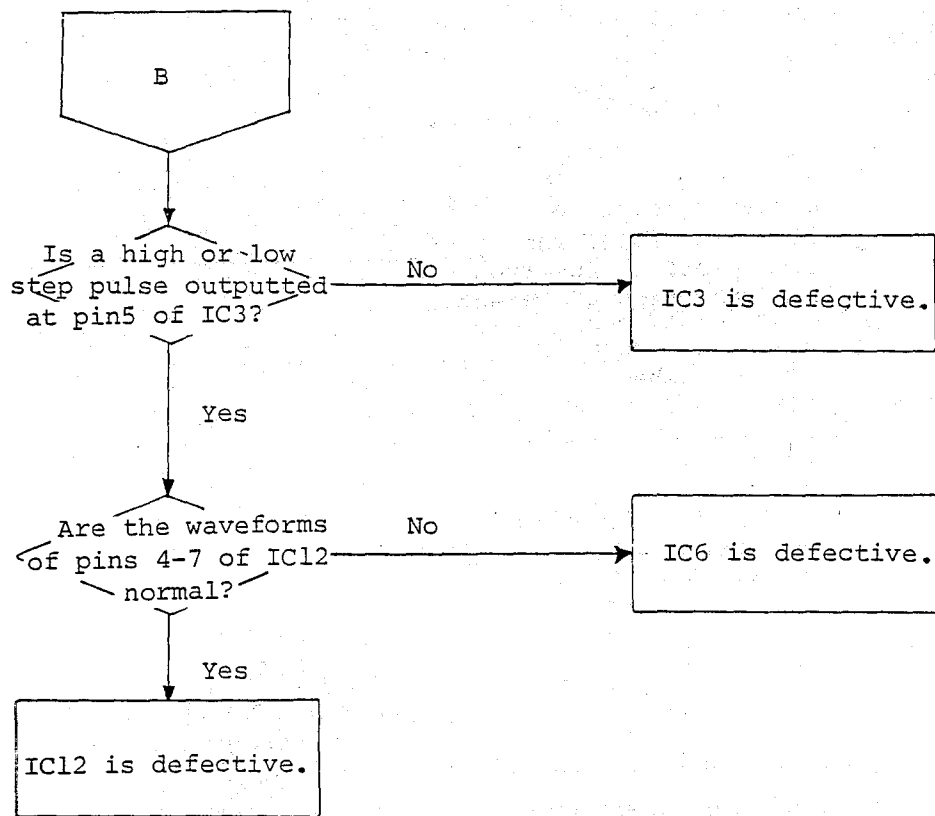 B
Is a high or low
step pulse outputted
at pin5 of IC3?
No
IC3 is defective.
Yes
Are the waveforms
of pins 4-7 of IC12
normal?
No
IC6 is defective.
Yes
IC12 is defective.